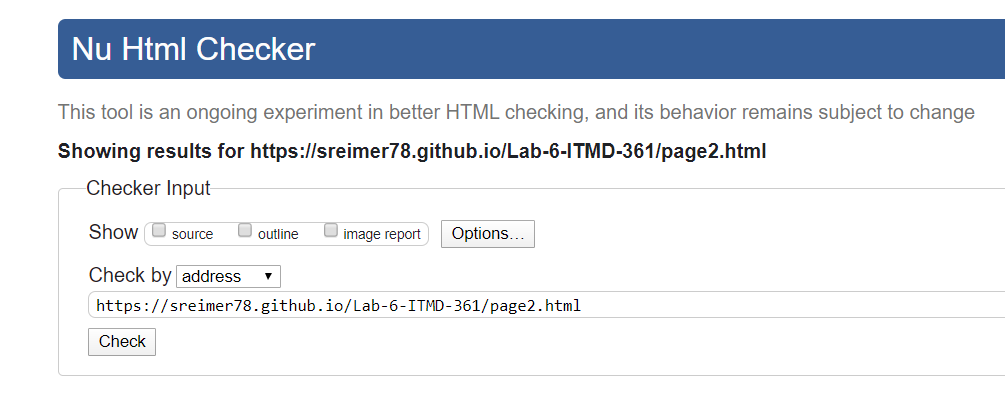 Nu Html Checker
This tool is an ongoing experiment in better HTML checking, and its behavior remains subject to change
Showing results for https://sreimer78.github.io/Lab-6-ITMD-361/page2.html
Checker Input
Show source outline image report Options...
Check by address
https://sreimer78.github.io/Lab-6-ITMD-361/page2.html
Check